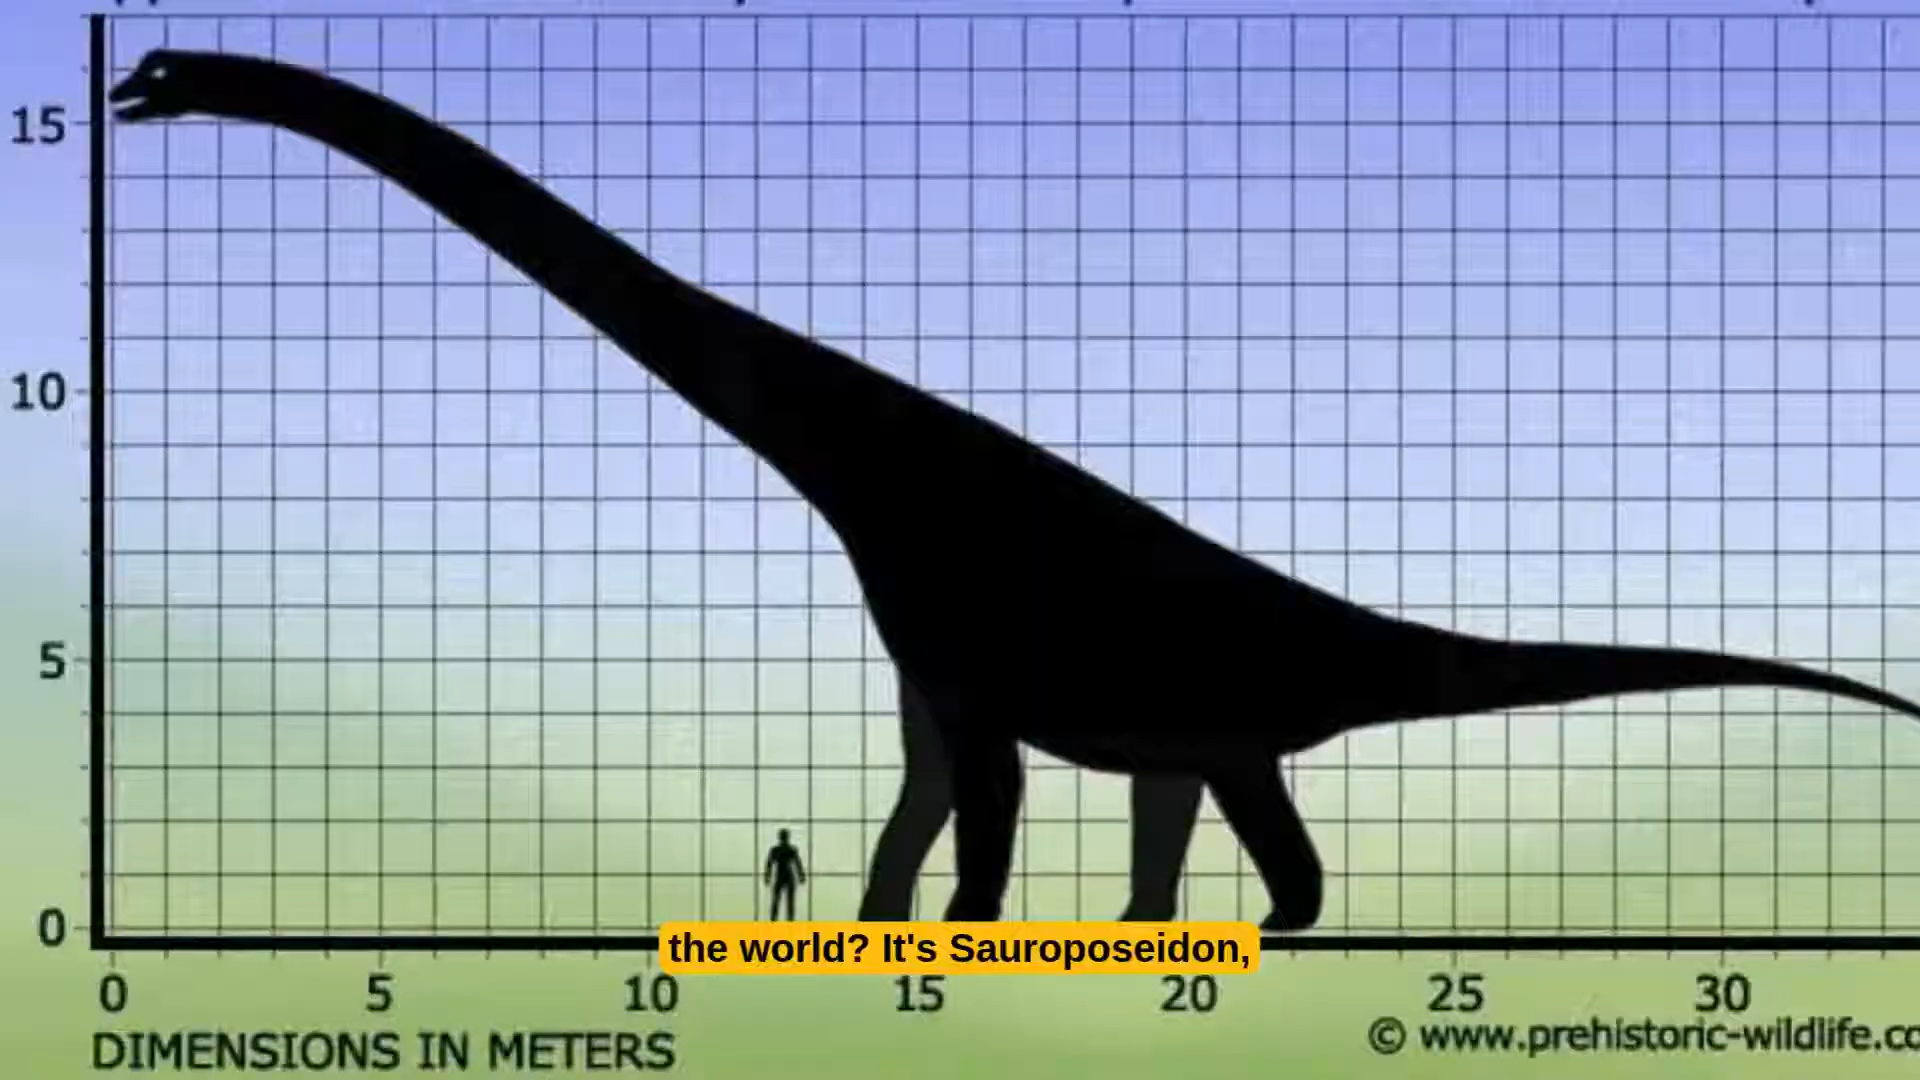 15
10
5
0
the world? It's Sauroposeidon,
0 5 10 15 20 25 30
© www.prehistoric-wildlife.co
DIMENSIONS IN METERS